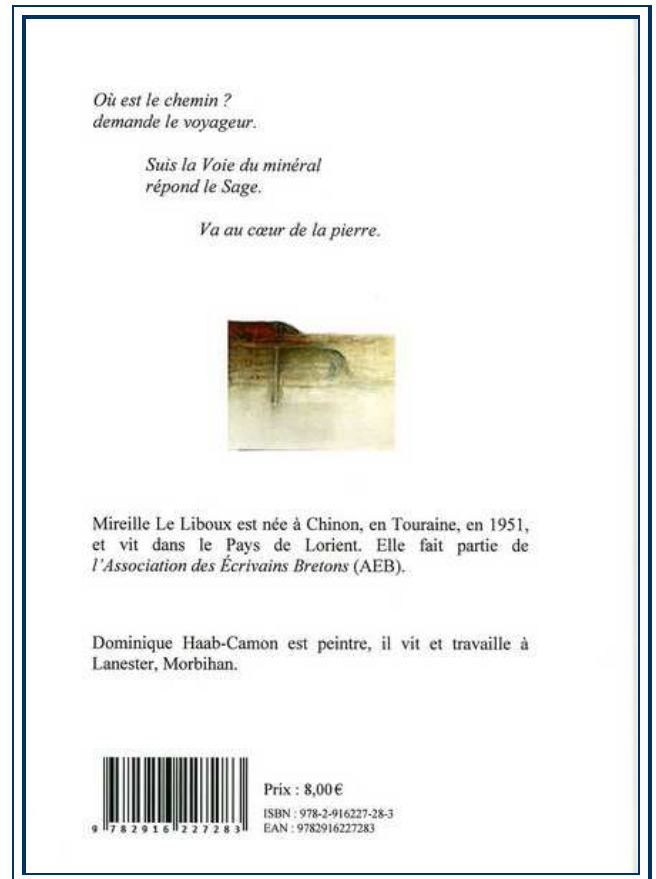 Où est le chemin ?
demande le voyageur.
Suis la Voie du minéral
répond le Sage.
Va au cœur de la pierre.
Mireille Le Liboux est née à Chinon, en Touraine, en 1951,
et vit dans le Pays de Lorient. Elle fait partie de
l'Association des Écrivains Bretons (AEB).
Dominique Haab-Camon est peintre, il vit et travaille à
Lanester, Morbihan.
Prix : 8,00€
ISBN : 978-2-916227-28-3
EAN : 9782916227283
9 782916 227283